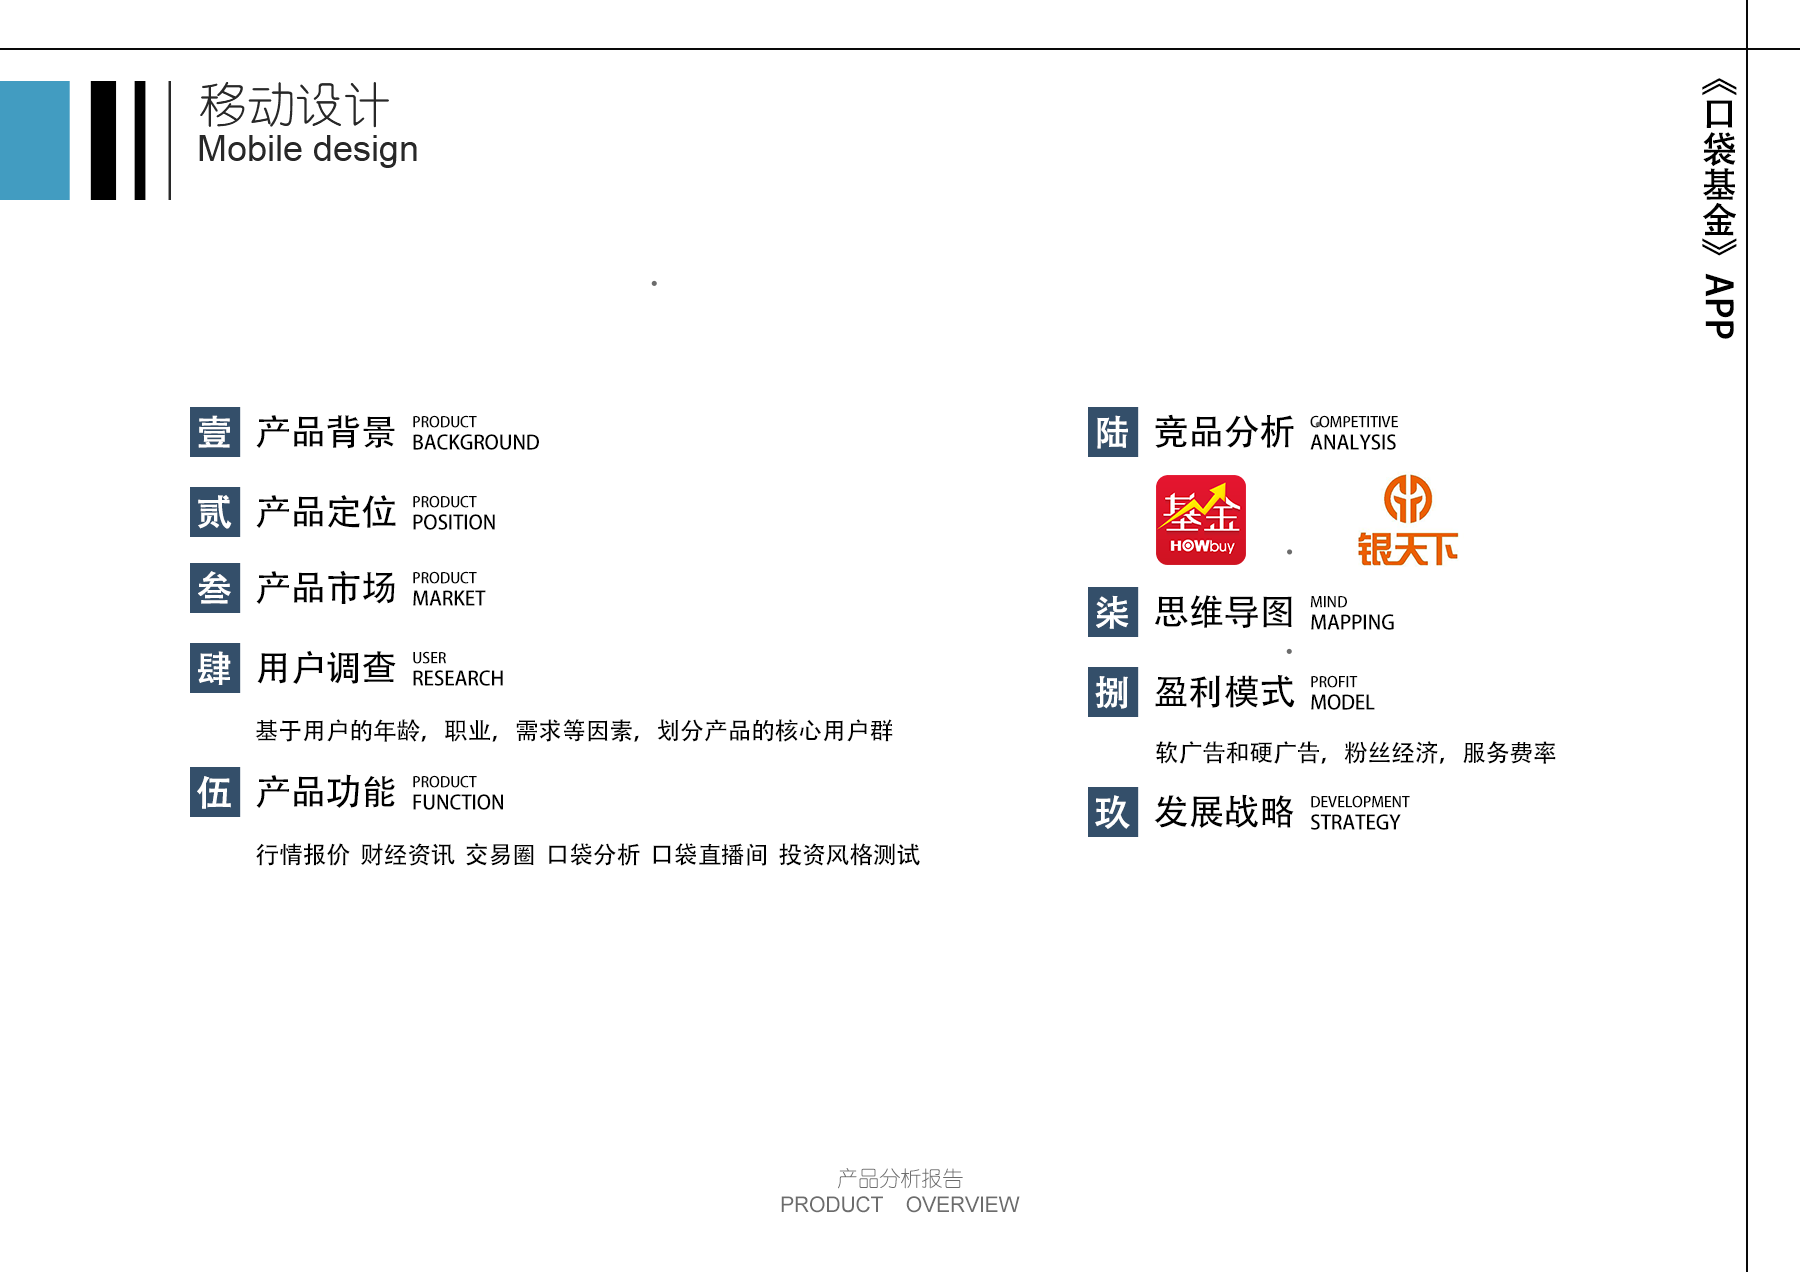 移动设计
Mobile design
《口袋基金》 APP
壹 产品背景 PRODUCT BACKGROUND
贰 产品定位 PRODUCT POSITION
叁 产品市场 PRODUCT MARKET
肆 用户调查 USER RESEARCH
基于用户的年龄，职业，需求等因素，划分产品的核心用户群
伍 产品功能 PRODUCT FUNCTION
行情报价 财经资讯 交易圈 口袋分析 口袋直播间 投资风格测试
陆 竞品分析 COMPETITIVE ANALYSIS
基金
HOWbuy
银天下
柒 思维导图 MIND MAPPING
捌 盈利模式 PROFIT MODEL
软广告和硬广告，粉丝经济，服务费率
玖 发展战略 DEVELOPMENT STRATEGY
产品分析报告
PRODUCT OVERVIEW